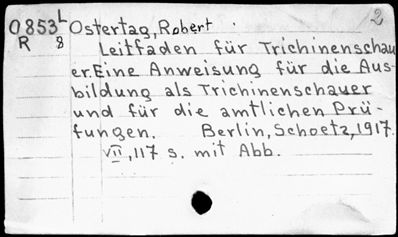 O853 L Ostertag, Robert 2
R 8
Leitfaden für Trichinenschau
er. Eine Anweisung für die Aus-
bildung als Trichinenschauer
und für die amtlichen Prü-
fungen. Berlin, Schoetz, 1917.
VII, 117 s. mit Abb.